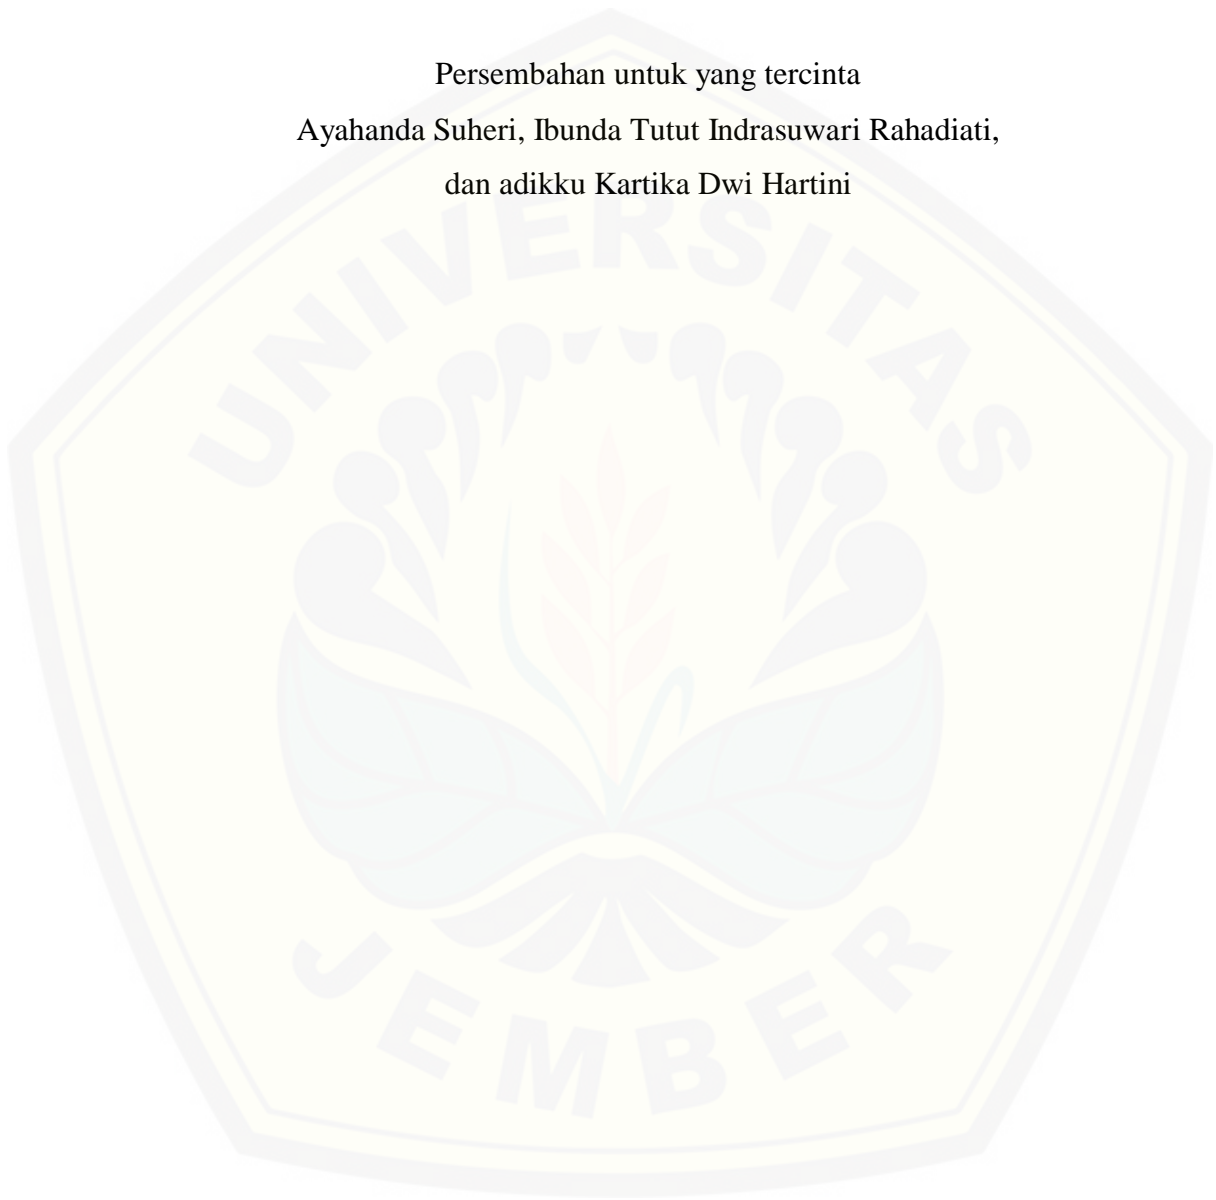 Persembahan untuk yang tercinta
Ayahanda Suheri, Ibunda Tutut Indrasuwari Rahadiati,
dan adikku Kartika Dwi Hartini
UNIVERSITAS
JEMBER